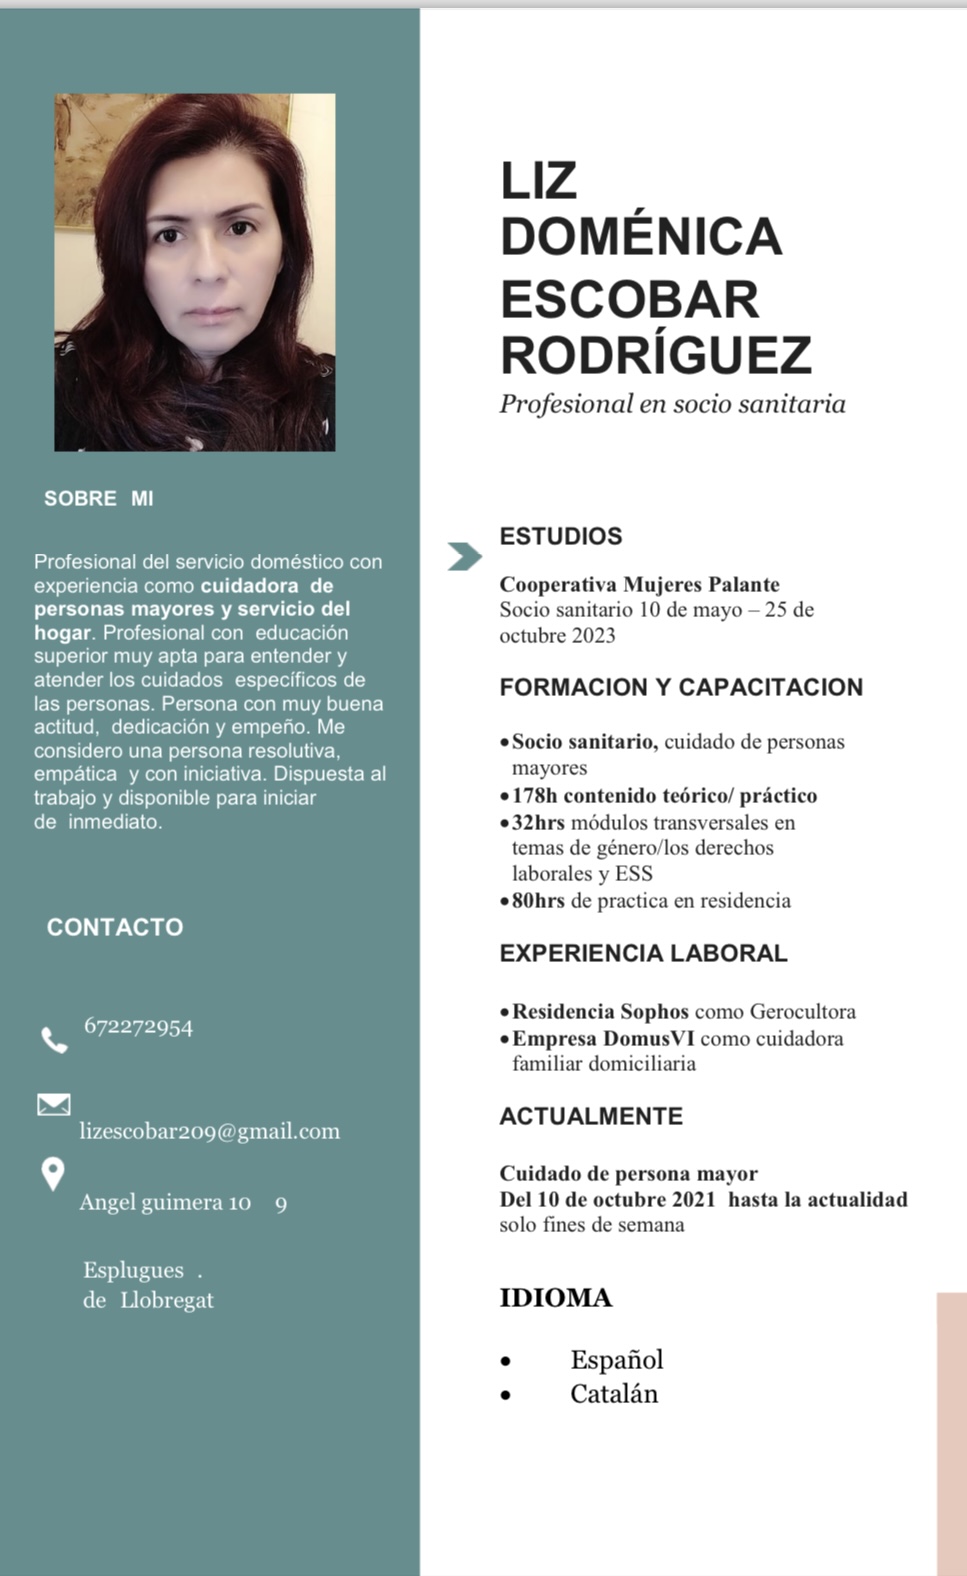 LIZ
DOMÉNICA
ESCOBAR
RODRÍGUEZ
Profesional en socio sanitaria
SOBRE MI
Profesional del servicio doméstico con
experiencia como cuidadora de
personas mayores y servicio del
hogar. Profesional con educación
superior muy apta para entender y
atender los cuidados específicos de
las personas. Persona con muy buena
actitud, dedicación y empeño. Me
considero una persona resolutiva,
empática y con iniciativa. Dispuesta al
trabajo y disponible para iniciar
de inmediato.
CONTACTO
672272954
lizescobar209@gmail.com
Angel guimera 10 9
Esplugues .
de Llobregat
ESTUDIOS
Cooperativa Mujeres Palante
Socio sanitario 10 de mayo – 25 de
octubre 2023
FORMACION Y CAPACITACION
•Socio sanitario, cuidado de personas
mayores
•178h contenido teórico/ práctico
•32hrs módulos transversales en
temas de género/los derechos
laborales y ESS
•80hrs de practica en residencia
EXPERIENCIA LABORAL
•Residencia Sophos como Gerocultora
•Empresa DomusVI como cuidadora
familiar domiciliaria
ACTUALMENTE
Cuidado de persona mayor
Del 10 de octubre 2021 hasta la actualidad
solo fines de semana
IDIOMA
• Español
• Catalán